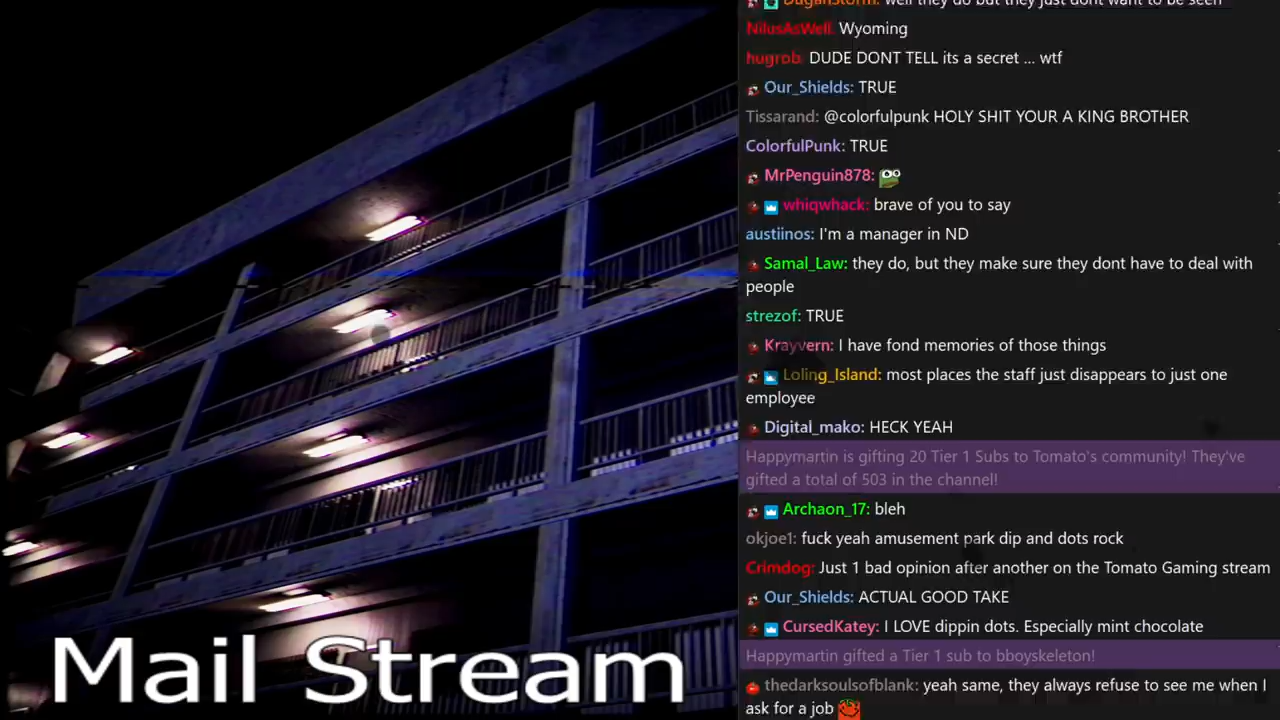 DuganStorm: well they do but they just dont want to be seen
NilusAsWell: Wyoming
hugrob: DUDE DONT TELL its a secret ... wtf
Our_Shields: TRUE
Tissarand: @colorfulpunk HOLY SHIT YOUR A KING BROTHER
ColorfulPunk: TRUE
MrPenguin878:
whiqwhack: brave of you to say
austiinos: I'm a manager in ND
Samal_Law: they do, but they make sure they dont have to deal with
people
strezof: TRUE
Krayvern: I have fond memories of those things
Loling_Island: most places the staff just disappears to just one
employee
Digital_mako: HECK YEAH
Happymartin is gifting 20 Tier 1 Subs to Tomato's community! They've
gifted a total of 503 in the channel!
Archaon_17: bleh
okjoe1: fuck yeah amusement park dip and dots rock
Crimdog: Just 1 bad opinion after another on the Tomato Gaming stream
Our_Shields: ACTUAL GOOD TAKE
CursedKatey: I LOVE dippin dots. Especially mint chocolate
Happymartin gifted a Tier 1 sub to bboyskeleton!
thedarksoulsofblank: yeah same, they always refuse to see me when I
ask for a job
Mail Stream